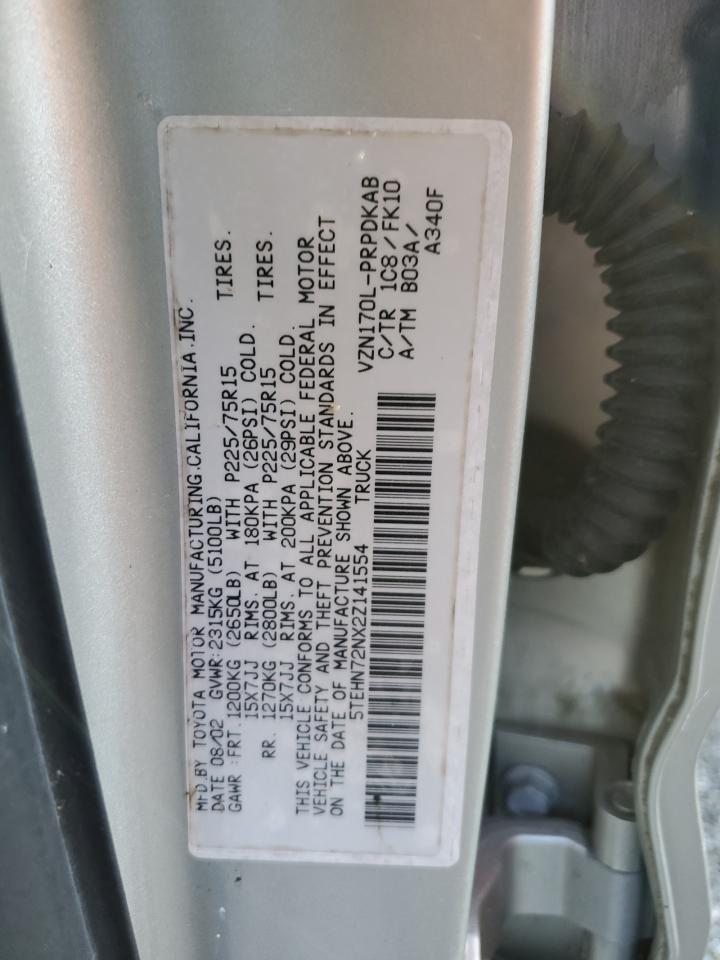 MFD.BY TOYOTA MOTOR MANUFACTURING.CALIFORNIA.INC.
DATE 08/02 GVWR:2315KG (5100LB)
GAWR :FRT.1200KG (2650LB) WITH P225/75R15 TIRES.
15X7JJ RIMS. AT 180KPA (26PSI) COLD.
RR. 1270KG (2800LB) WITH P225/75R15 TIRES.
15X7JJ RIMS. AT 200KPA (29PSI) COLD.
THIS VEHICLE CONFORMS TO ALL APPLICABLE FEDERAL MOTOR
VEHICLE SAFETY AND THEFT PREVENTION STANDARDS IN EFFECT
ON THE DATE OF MANUFACTURE SHOWN ABOVE.
5TEHN72NX2Z141554 TRUCK
VZN170L-PRPDKAB
C/TR 1C8/FK10
A/TM B03A/
A340F